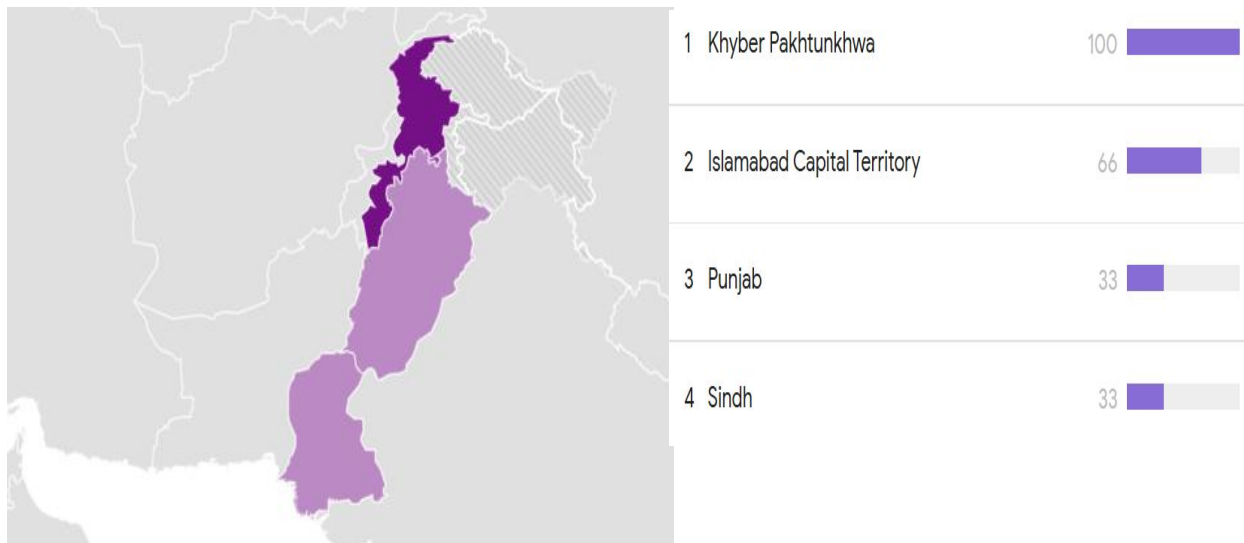 1 Khyber Pakhtunkhwa 100
2 Islamabad Capital Territory 66
3 Punjab 33
4 Sindh 33